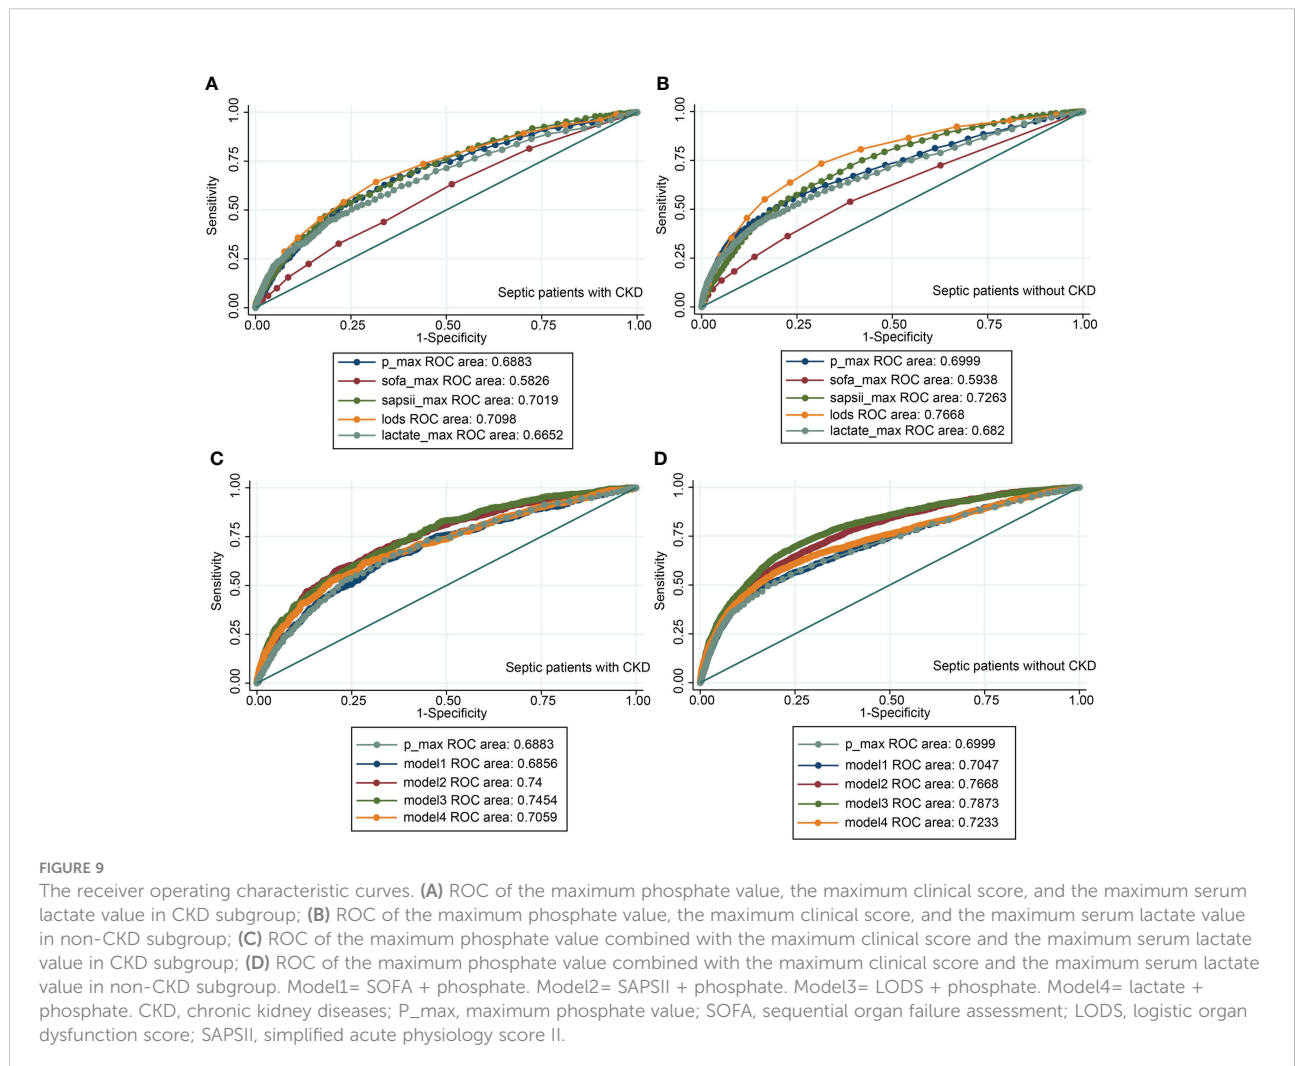 A
Sensitivity
1.00
0.75
0.50
0.25
0.00
Septic patients with CKD
0.00 0.25 0.50 0.75 1.00
1-Specificity
p_max ROC area: 0.6883
sofa_max ROC area: 0.5826
sapsii_max ROC area: 0.7019
lods ROC area: 0.7098
lactate_max ROC area: 0.6652
B
Sensitivity
1.00
0.75
0.50
0.25
0.00
Septic patients without CKD
0.00 0.25 0.50 0.75 1.00
1-Specificity
p_max ROC area: 0.6999
sofa_max ROC area: 0.5938
sapsii_max ROC area: 0.7263
lods ROC area: 0.7668
lactate_max ROC area: 0.682
C
Sensitivity
1.00
0.75
0.50
0.25
0.00
Septic patients with CKD
0.00 0.25 0.50 0.75 1.00
1-Specificity
p_max ROC area: 0.6883
model1 ROC area: 0.6856
model2 ROC area: 0.74
model3 ROC area: 0.7454
model4 ROC area: 0.7059
D
Sensitivity
1.00
0.75
0.50
0.25
0.00
Septic patients without CKD
0.00 0.25 0.50 0.75 1.00
1-Specificity
p_max ROC area: 0.6999
model1 ROC area: 0.7047
model2 ROC area: 0.7668
model3 ROC area: 0.7873
model4 ROC area: 0.7233
FIGURE 9
The receiver operating characteristic curves. (A) ROC of the maximum phosphate value, the maximum clinical score, and the maximum serum
lactate value in CKD subgroup; (B) ROC of the maximum phosphate value, the maximum clinical score, and the maximum serum lactate value
in non-CKD subgroup; (C) ROC of the maximum phosphate value combined with the maximum clinical score and the maximum serum lactate
value in CKD subgroup; (D) ROC of the maximum phosphate value combined with the maximum clinical score and the maximum serum lactate
value in non-CKD subgroup. Model1= SOFA + phosphate. Model2= SAPSII + phosphate. Model3= LODS + phosphate. Model4= lactate +
phosphate. CKD, chronic kidney diseases; P_max, maximum phosphate value; SOFA, sequential organ failure assessment; LODS, logistic organ
dysfunction score; SAPSII, simplified acute physiology score II.